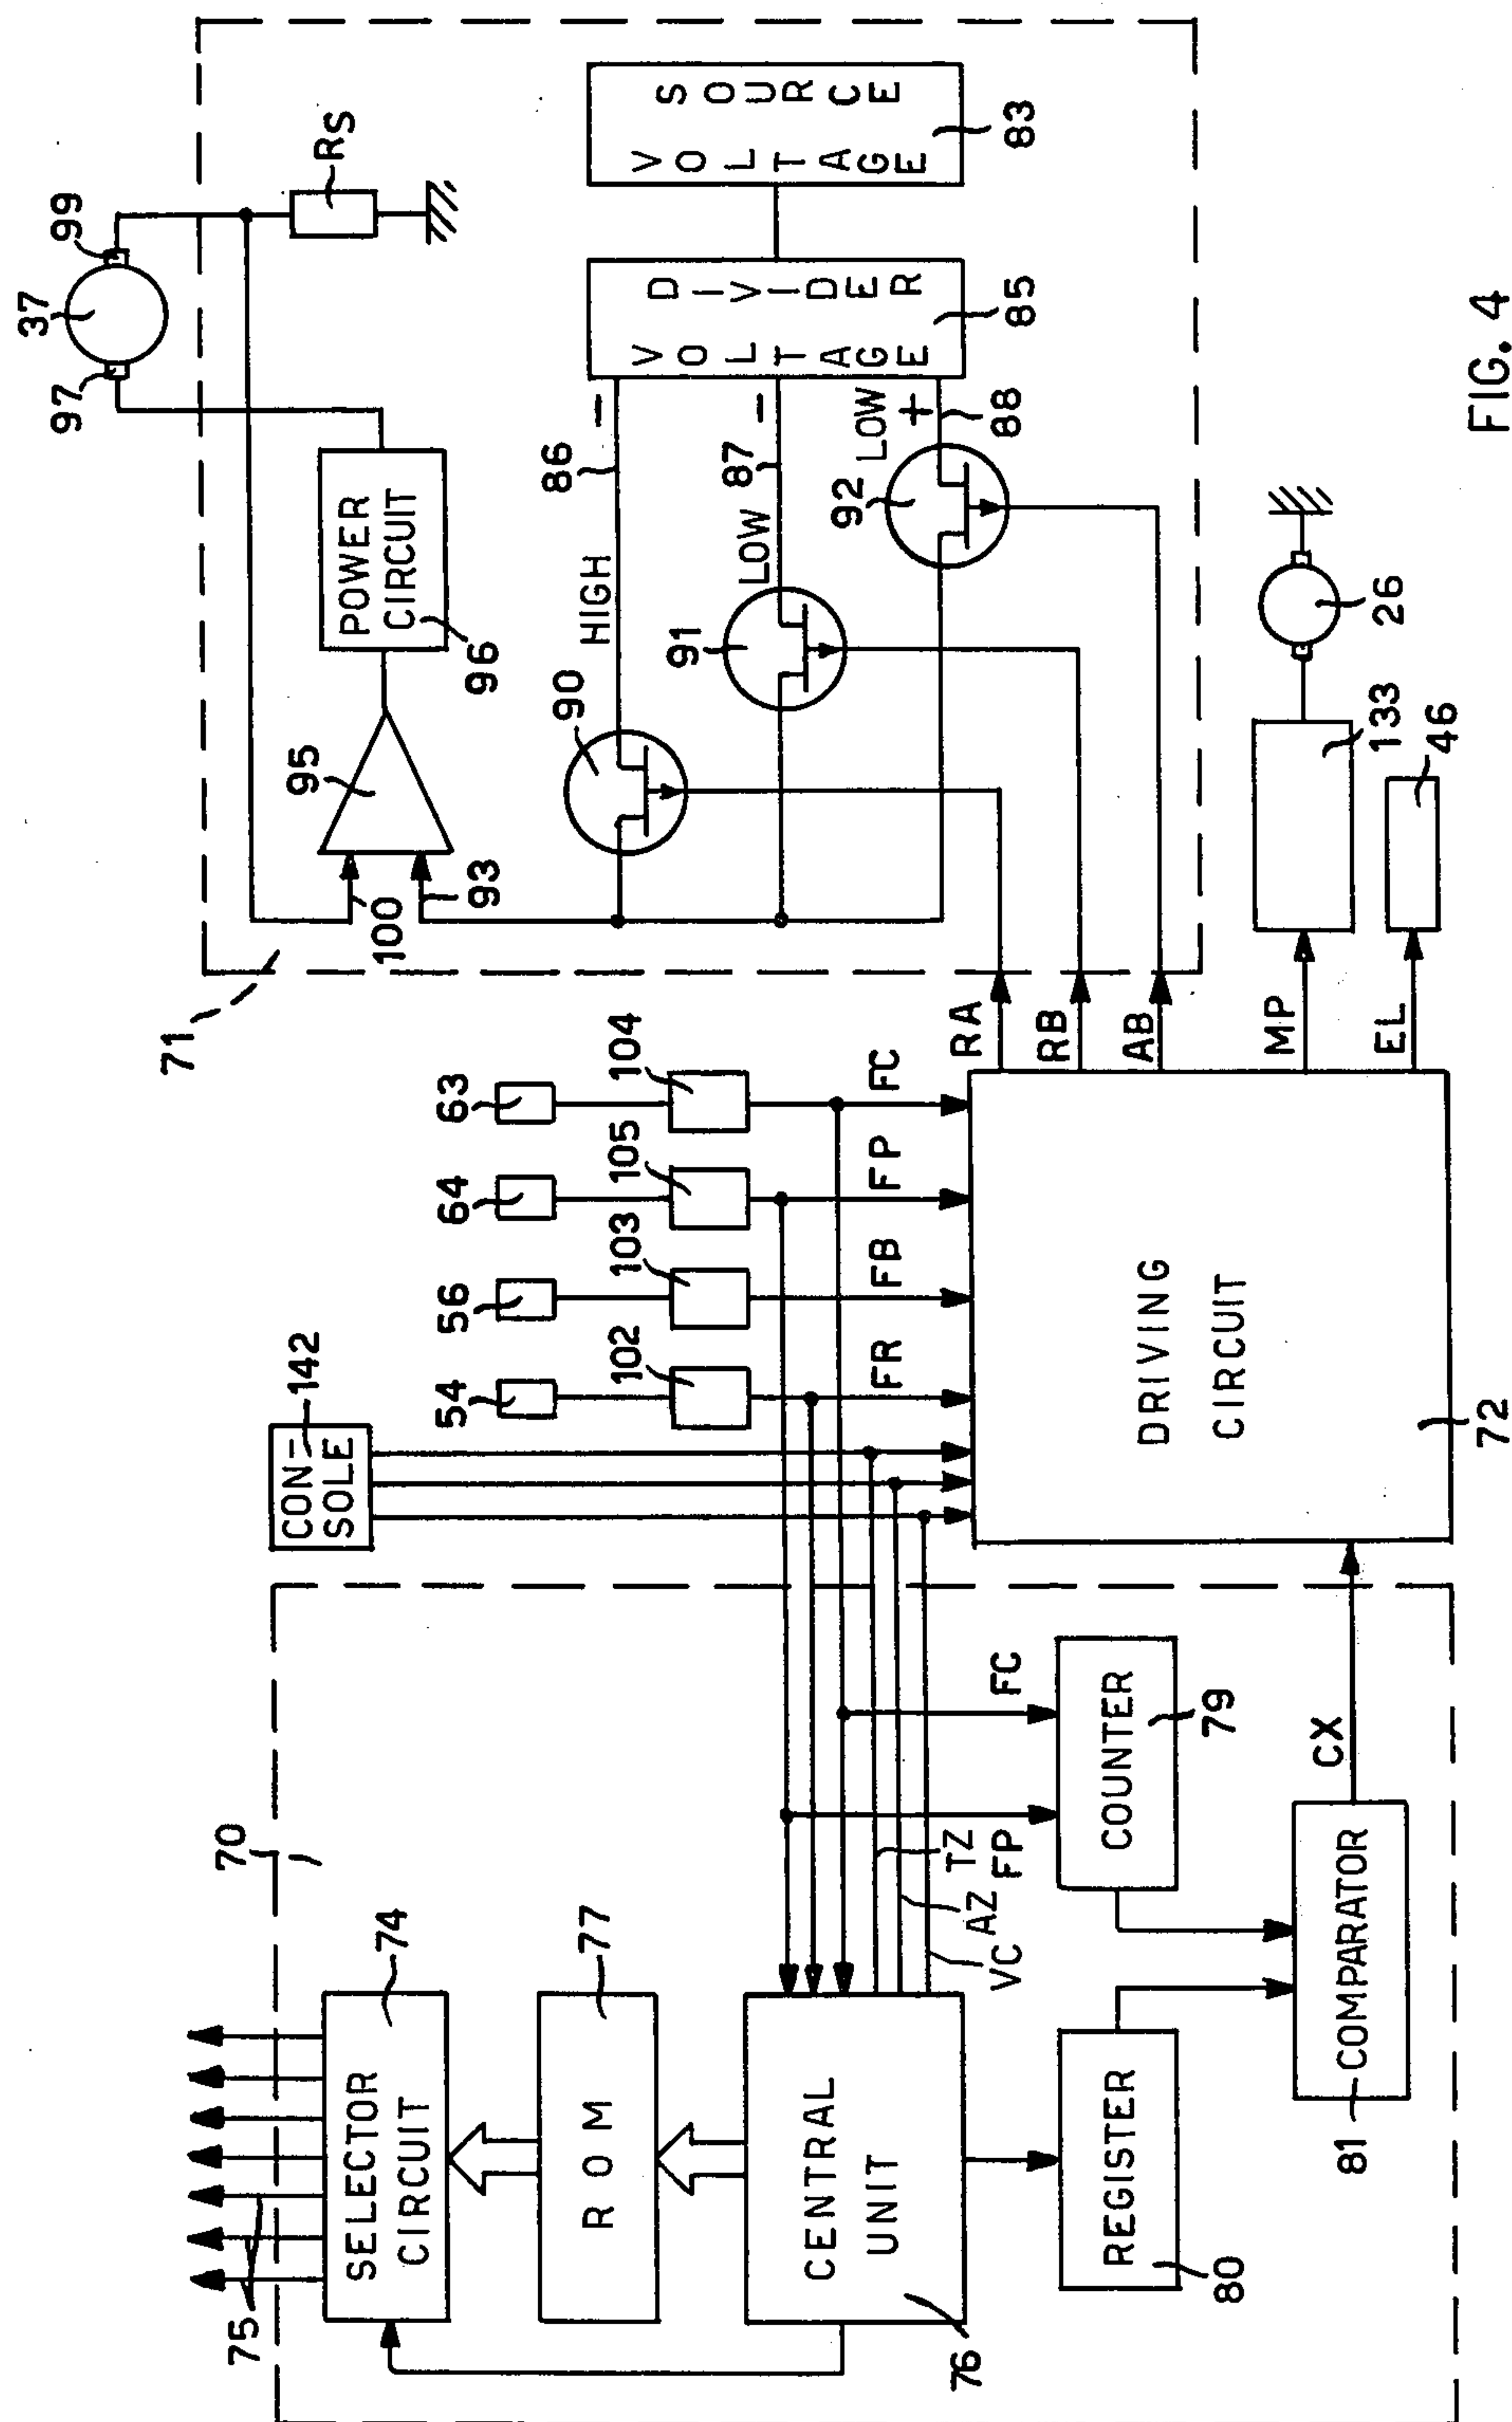 70
75
SELECTOR
CIRCUIT
74
ROM
77
CENTRAL
UNIT
76
REGISTER
80
COUNTER
79
COMPARATOR
81
FC
FP
TZ
AZ
VC
CX
CON-
SOLE
142
54
56
64
63
102
103
105
104
FR
FB
FP
FC
DRIVING
CIRCUIT
72
RA
RB
AB
MP
EL
71
100
93
95
POWER
CIRCUIT
96
97
37
99
RS
90
HIGH
86
91
LOW
87
92
LOW
88
−
−
+
VOLTAGE
DIVIDER
85
VOLTAGE
SOURCE
83
133
26
46
FIG. 4